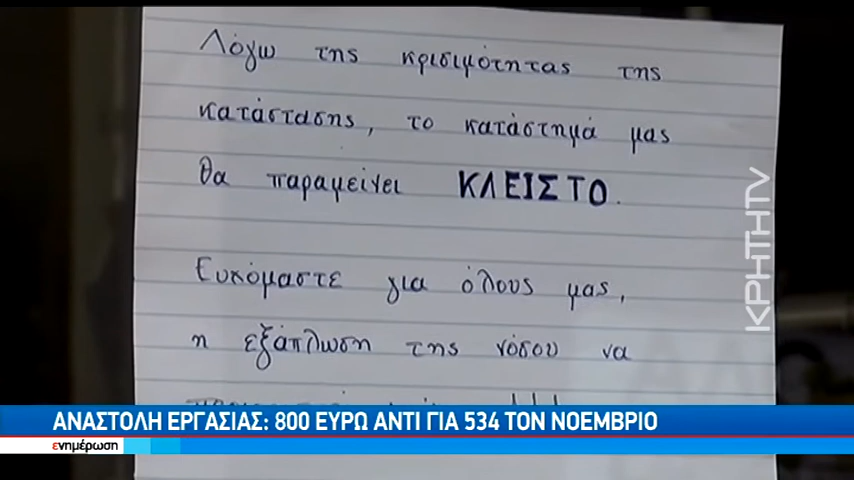 Λόγω της κρισιμότητας της
κατάστασης, το κατάστημά μας
θα παραμείνει ΚΛΕΙΣΤΟ.
Ευχόμαστε για όλους μας,
η εξάπλωση της νόσου να
ΚΡΗΤΗTV
ΑΝΑΣΤΟΛΗ ΕΡΓΑΣΙΑΣ: 800 ΕΥΡΩ ΑΝΤΙ ΓΙΑ 534 ΤΟΝ ΝΟΕΜΒΡΙΟ
ενημέρωση